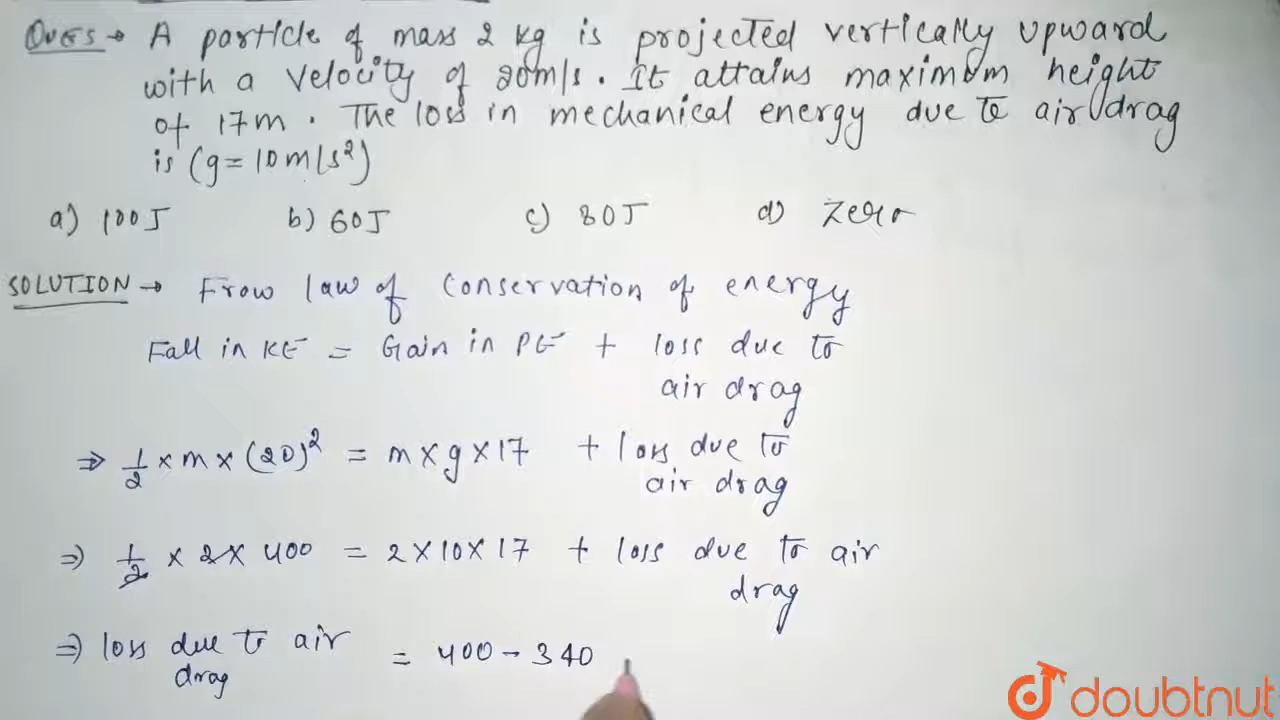 QUES → A particle of mass 2 kg is projected vertically upward
with a velocity of 20m/s. It attains maximum height
of 17m. The loss in mechanical energy due to air drag
is (g=10m/s²)
a) 100J b) 60J c) 80J d) Zero
SOLUTION → From law of Conservation of energy
Fall in KE = Gain in PE + loss due to
air drag
⇒ 1/2 × m × (20)² = m × g × 17 + loss due to
air drag
⇒ 1/2 × 2 × 400 = 2 × 10 × 17 + loss due to air
drag
⇒ loss due to air
drag = 400 - 340
doubtnut